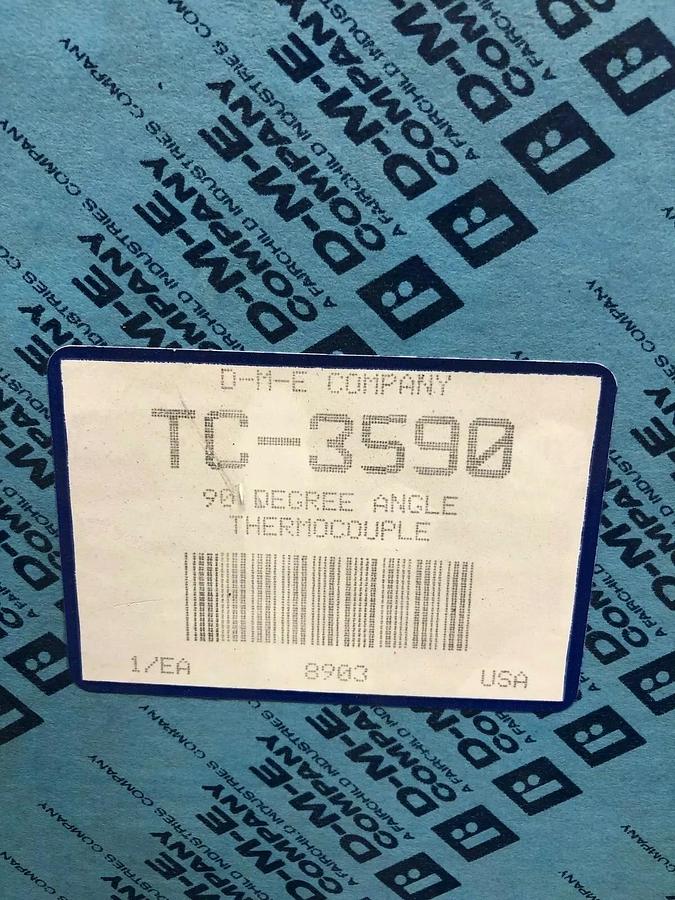 D-M-E
COMPANY
A FAIRCHILD INDUSTRIES COMPANY
D-M-E COMPANY
TC-3590
90 DEGREE ANGLE
THERMOCOUPLE
1/EA 8903 USA